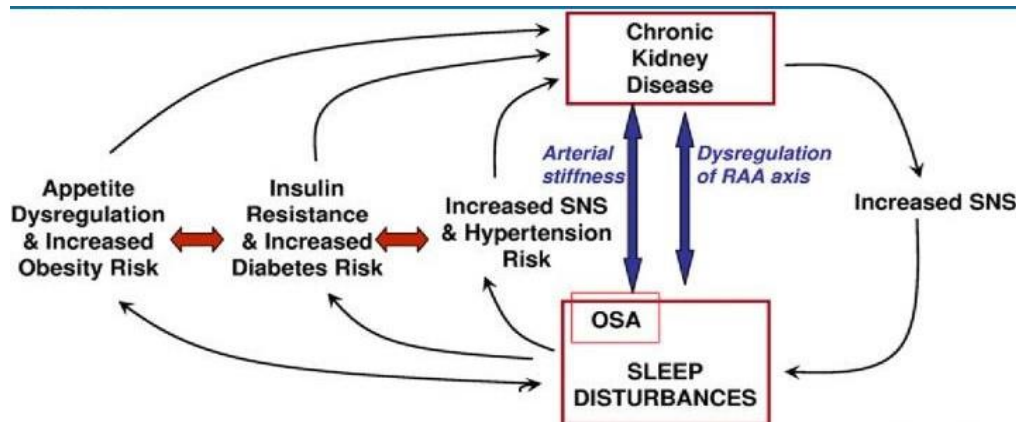 Chronic
Kidney
Disease
Arterial
stiffness
Dysregulation
of RAA axis
Appetite
Dysregulation
& Increased
Obesity Risk
Insulin
Resistance
& Increased
Diabetes Risk
Increased SNS
& Hypertension
Risk
Increased SNS
OSA
SLEEP
DISTURBANCES